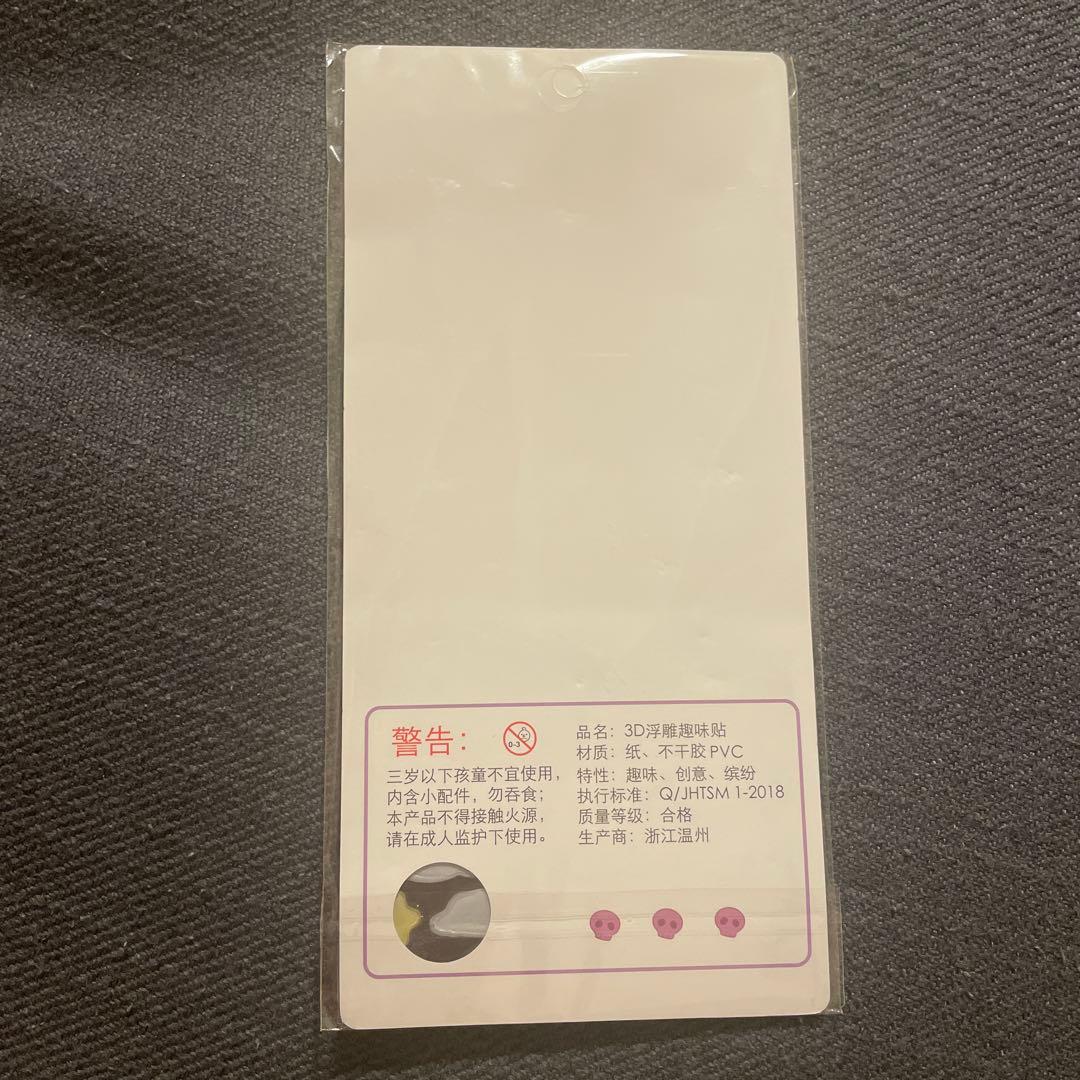 警告：
0-3
三岁以下孩童不宜使用，
内含小配件，勿吞食；
本产品不得接触火源，
请在成人监护下使用。
品名：3D浮雕趣味贴
材质：纸、不干胶PVC
特性：趣味、创意、缤纷
执行标准：Q/JHTSM 1-2018
质量等级：合格
生产商：浙江温州